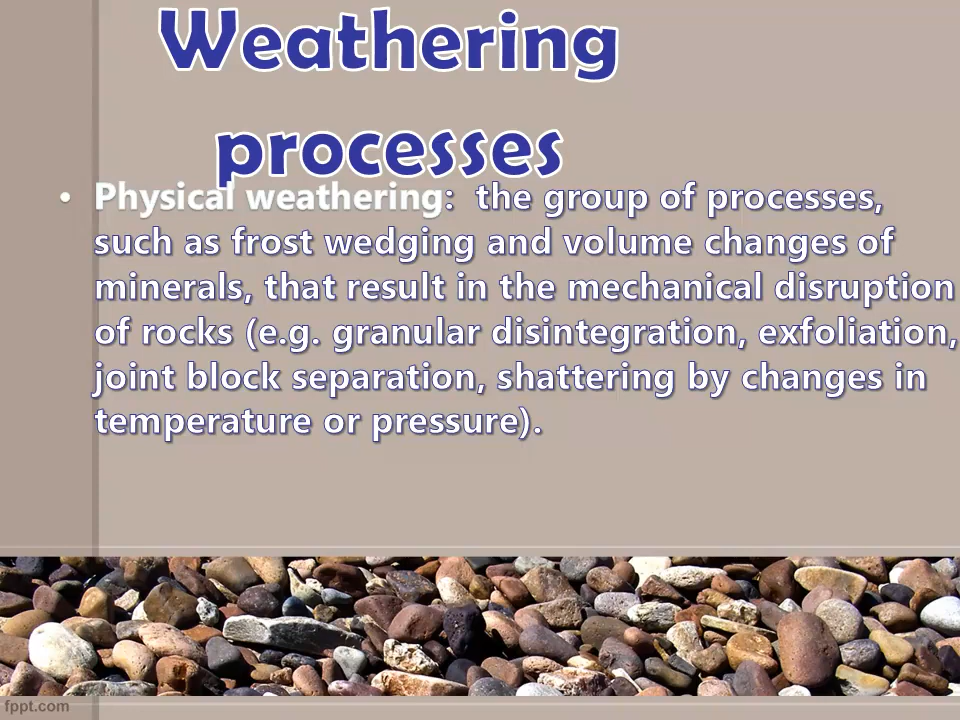 Weathering
processes
• Physical weathering:  the group of processes,
such as frost wedging and volume changes of
minerals, that result in the mechanical disruption
of rocks (e.g. granular disintegration, exfoliation,
joint block separation, shattering by changes in
temperature or pressure).
fppt.com